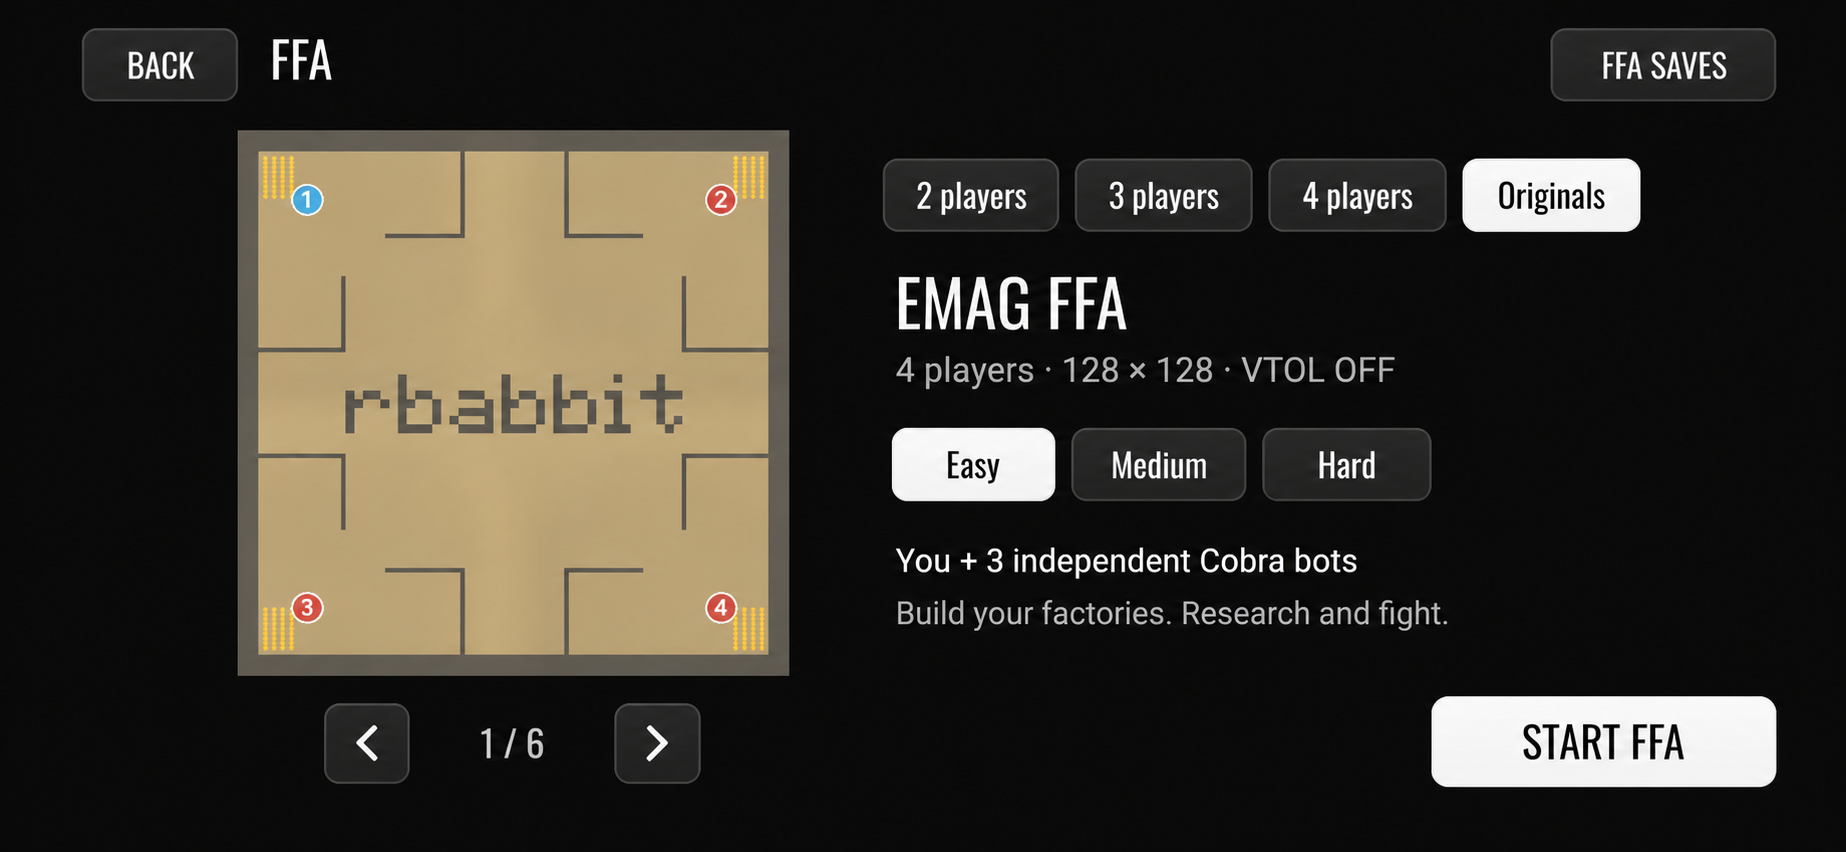 BACK FFA FFA SAVES
1 2
2 players 3 players 4 players Originals
EMAG FFA
4 players · 128 × 128 · VTOL OFF
rbabbit
Easy Medium Hard
You + 3 independent Cobra bots
3 4
Build your factories. Research and fight.
1 / 6
START FFA